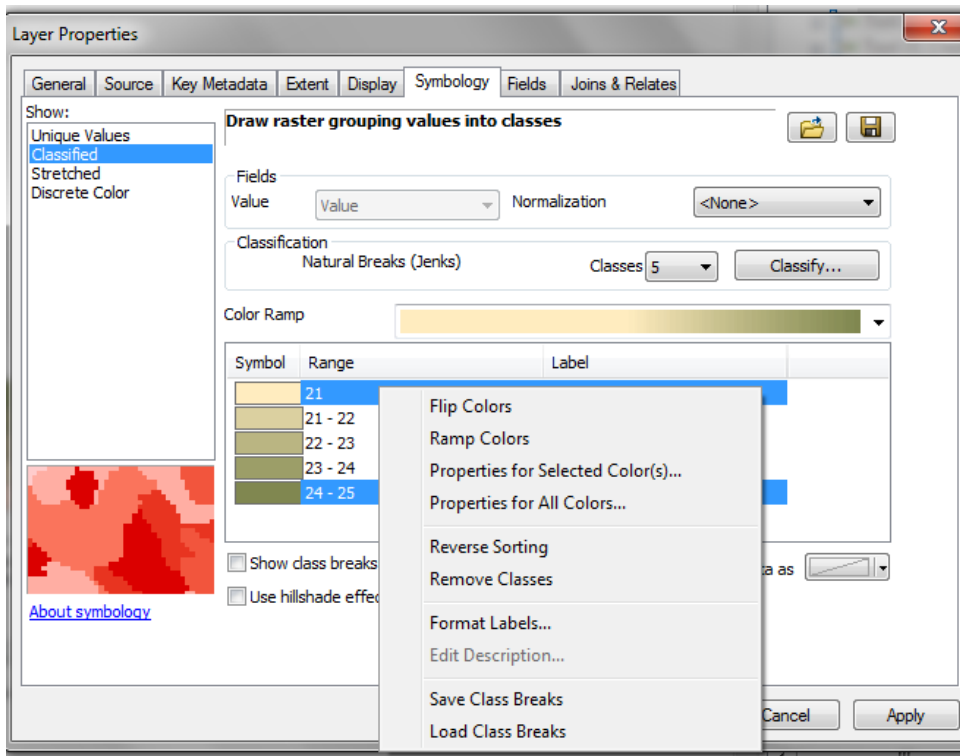 Layer Properties
General Source Key Metadata Extent Display Symbology Fields Joins & Relates
Show:
Unique Values
Classified
Stretched
Discrete Color
Draw raster grouping values into classes
Fields
Value Value Normalization <None>
Classification
Natural Breaks (Jenks) Classes 5 Classify...
Color Ramp
Symbol Range Label
21
21 - 22
22 - 23
23 - 24
24 - 25
Flip Colors
Ramp Colors
Properties for Selected Color(s)...
Properties for All Colors...
Reverse Sorting
Remove Classes
Format Labels...
Edit Description...
Save Class Breaks
Load Class Breaks
Show class breaks
as
Use hillshade
About symbology
Cancel Apply